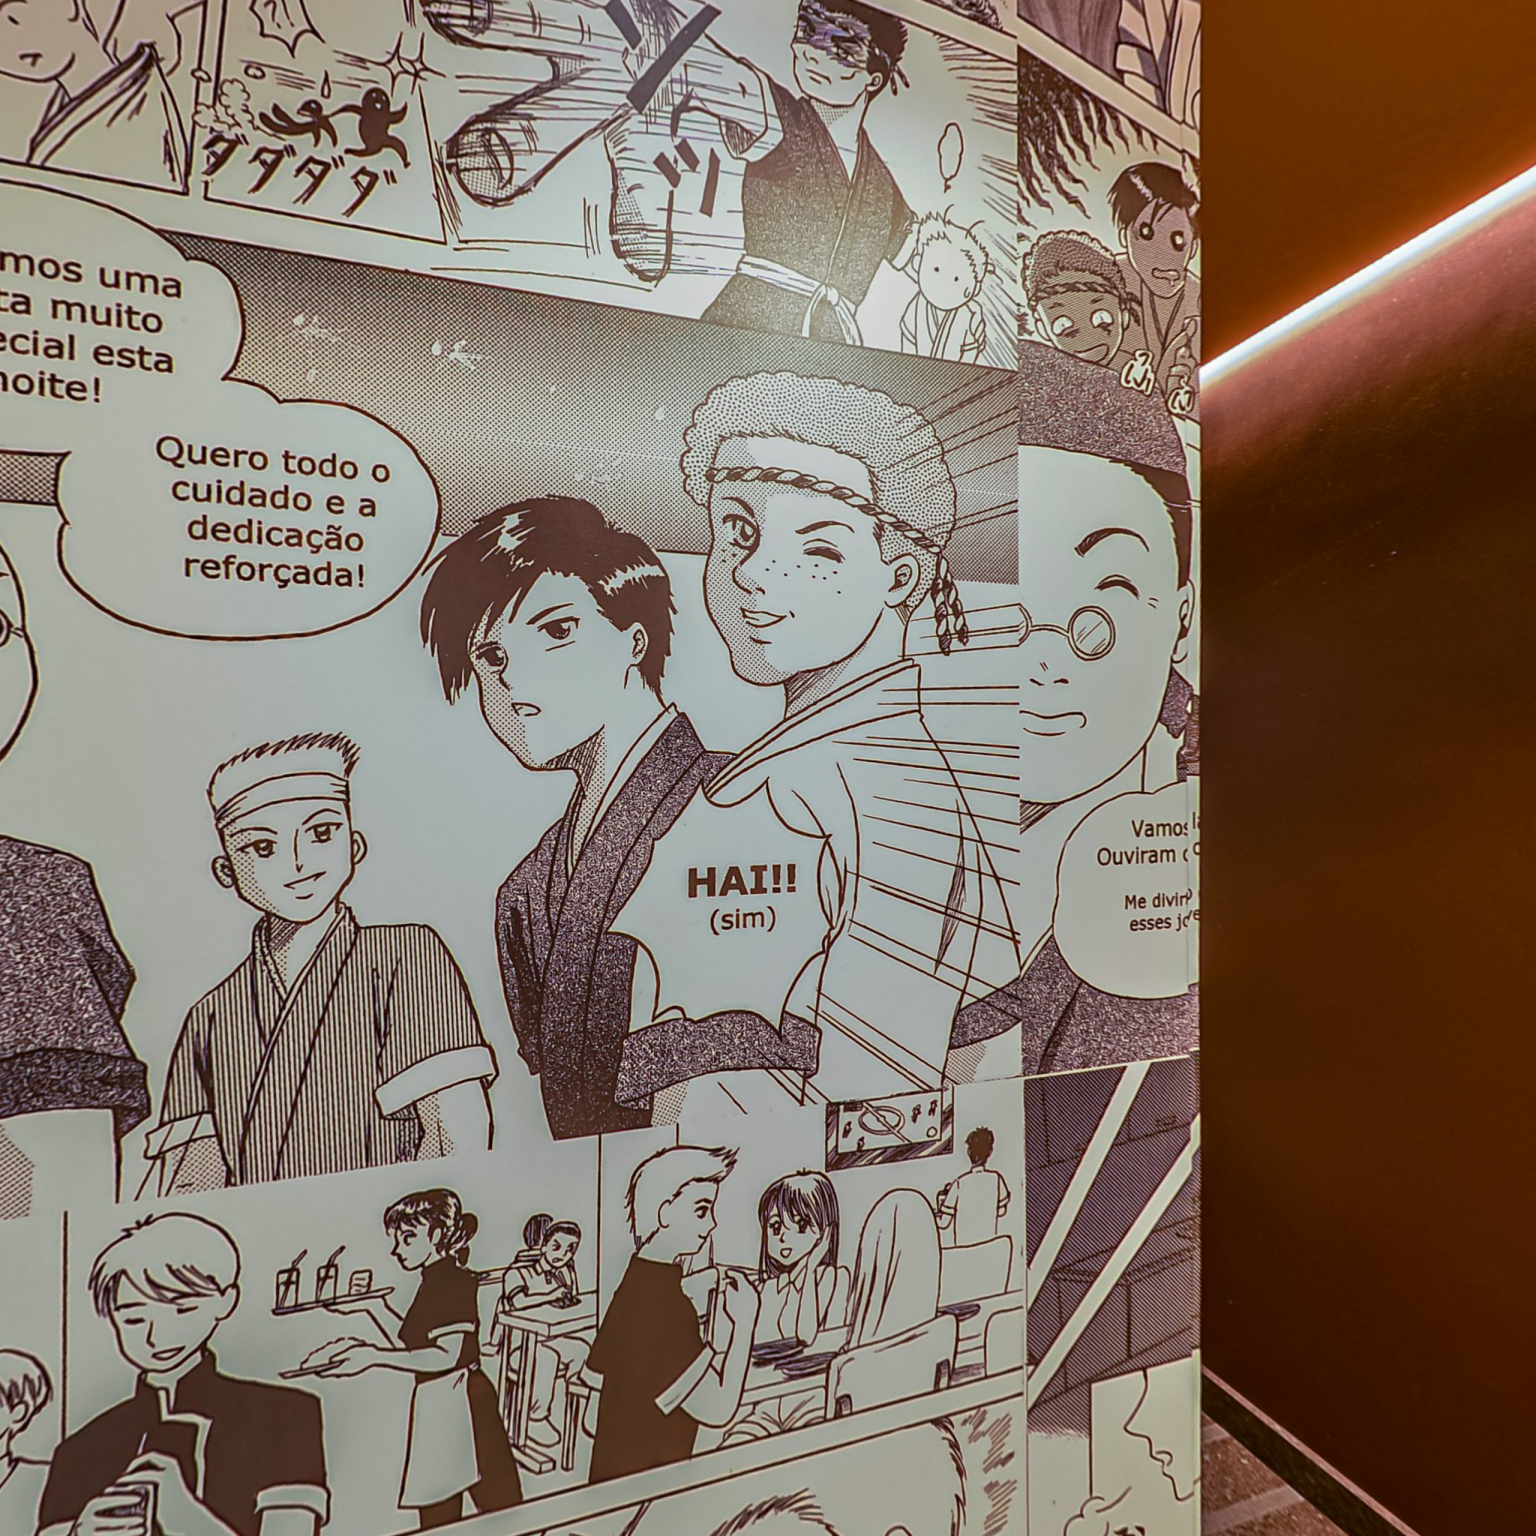 ダダダダ
mos uma
ta muito
ecial esta
noite!
Quero todo o
cuidado e a
dedicação
reforçada!
HAI!!
(sim)
Vamos
Ouviram
Me divir
esses jo